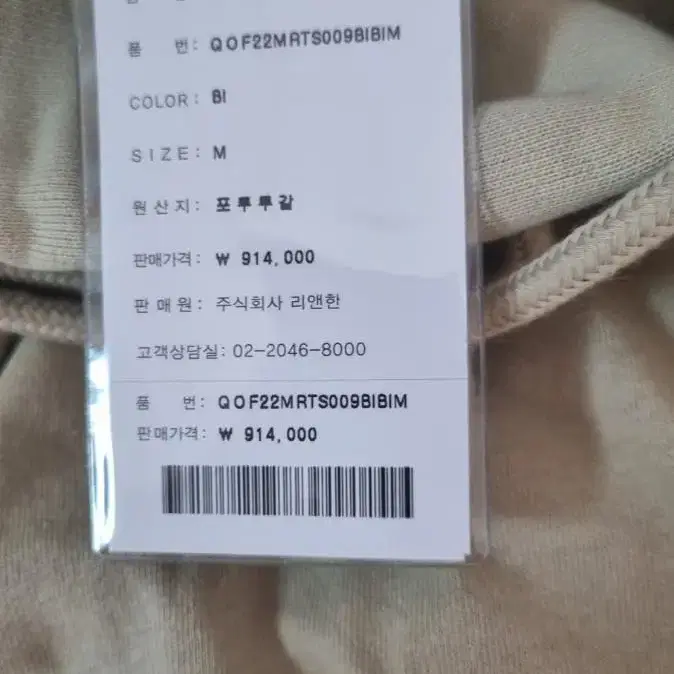 품 번: QOF22MRTS009BIBIM
COLOR: BI
SIZE: M
원산지: 포루투갈
판매가격: ₩ 914,000
판매원: 주식회사 리앤한
고객상담실: 02-2046-8000
품 번: QOF22MRTS009BIBIM
판매가격: ₩ 914,000